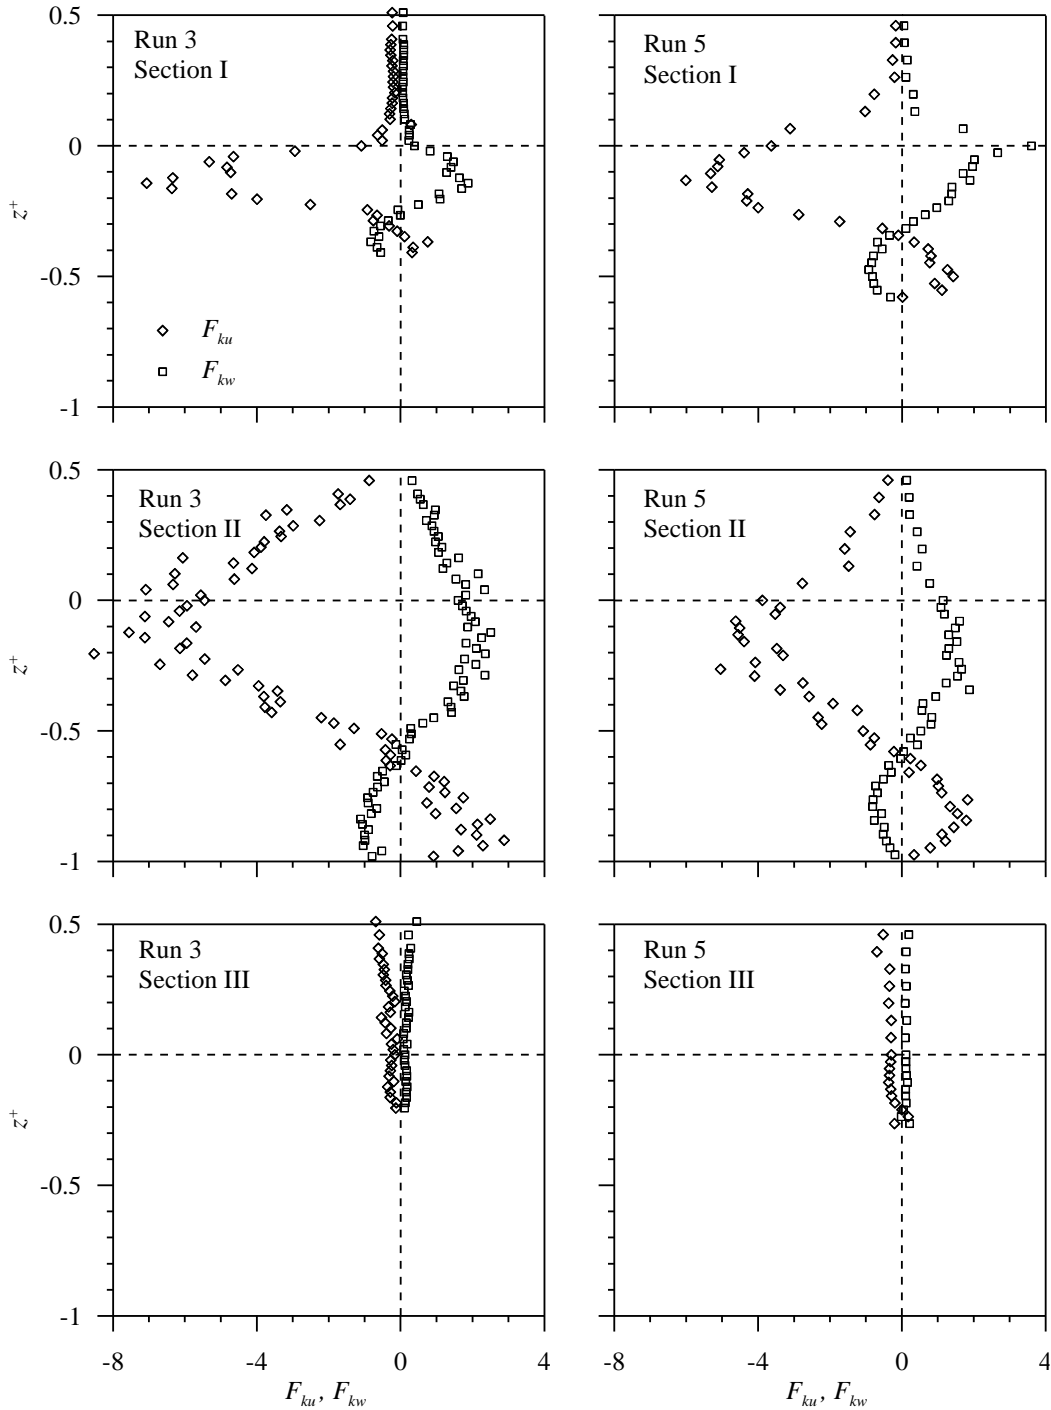 0.5
Run 3
Section I
0
z+
-0.5
Fku
Fkw
-1
Run 5
Section I
0.5
Run 3
Section II
0
-0.5
-1
Run 5
Section II
0.5
Run 3
Section III
0
z+
-0.5
-1
-8
-4
0
4
Fku, Fkw
Run 5
Section III
-8
-4
0
4
Fku, Fkw